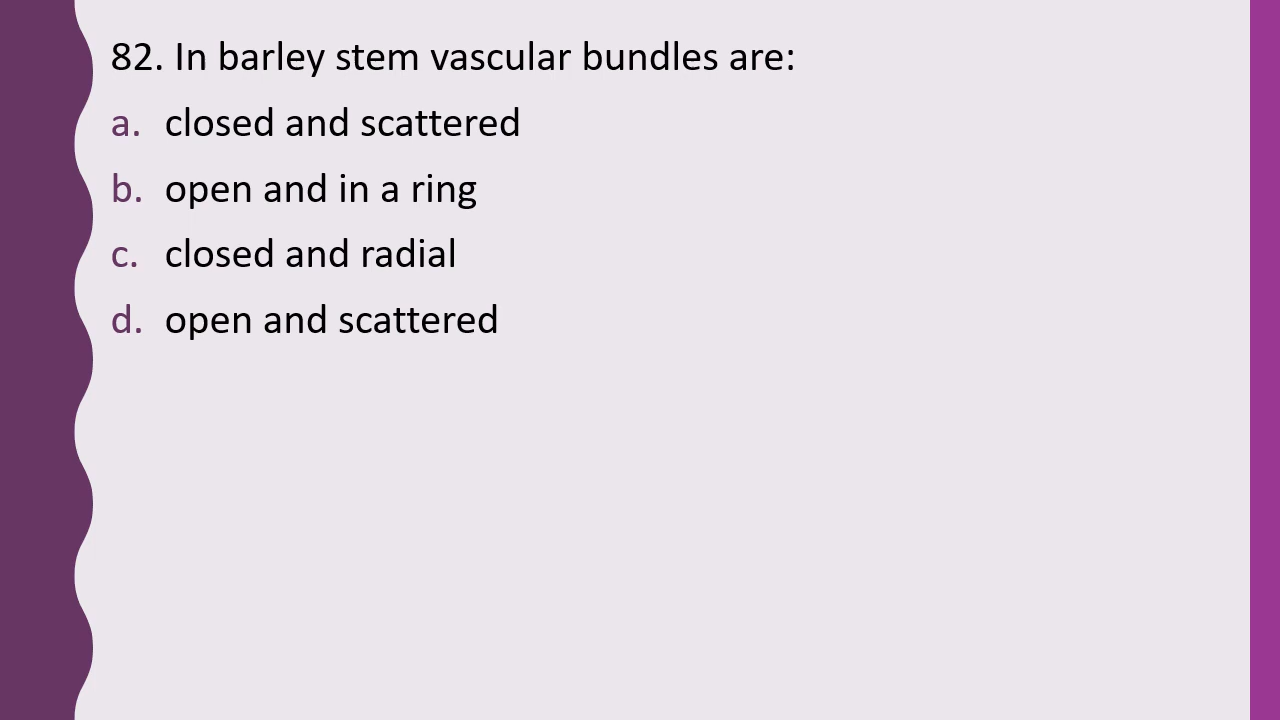 82. In barley stem vascular bundles are:
a. closed and scattered
b. open and in a ring
c. closed and radial
d. open and scattered